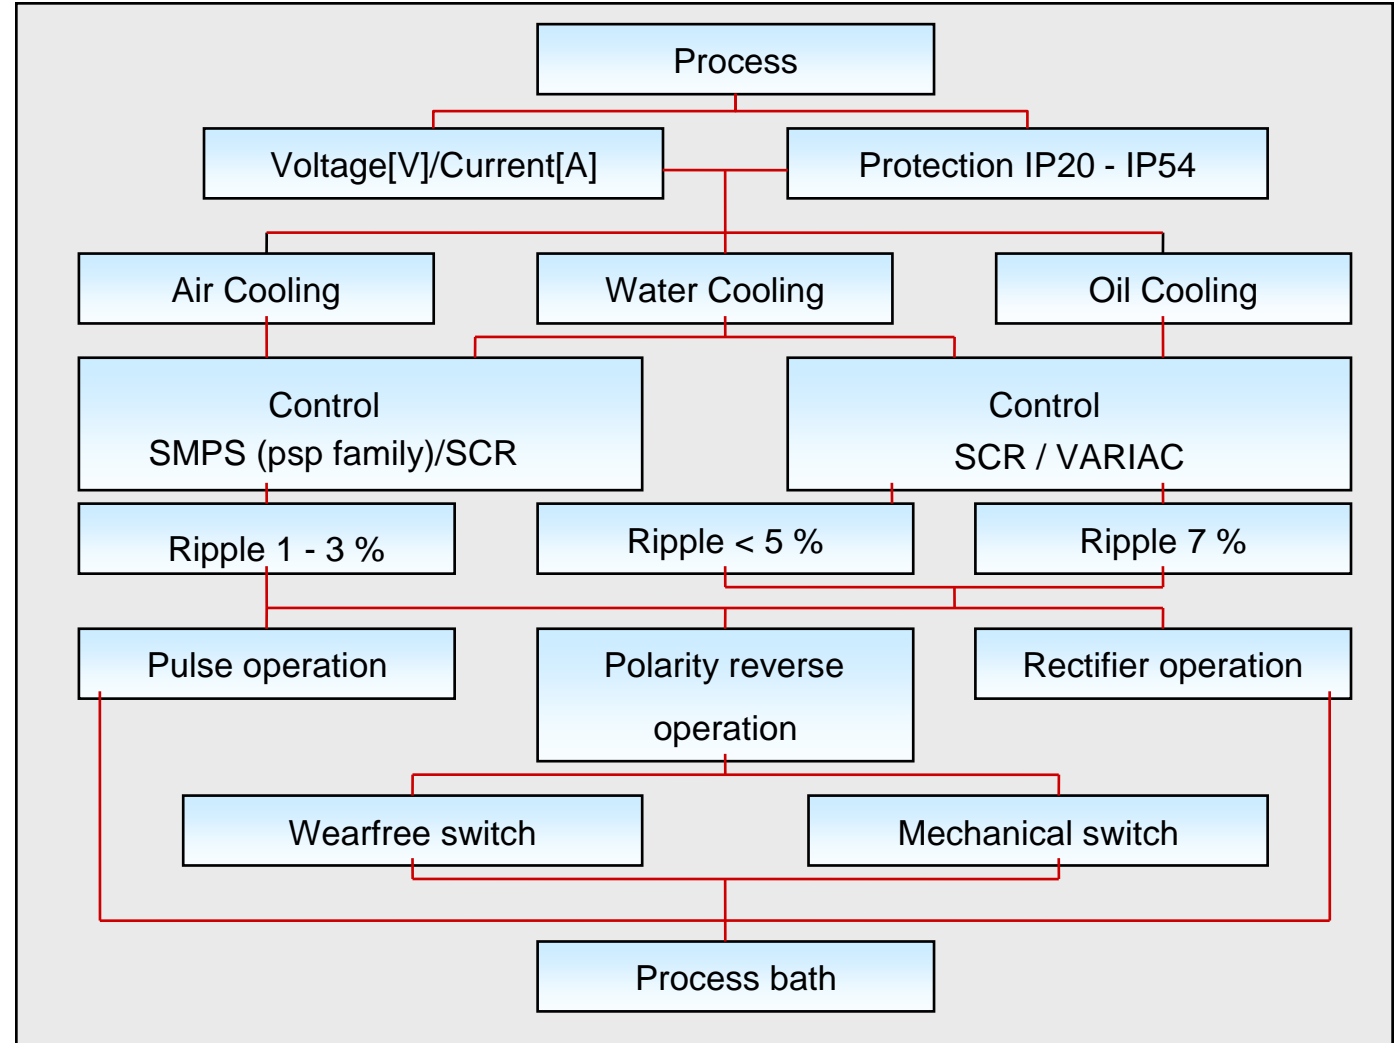 Process
Voltage[V]/Current[A]
Protection IP20 - IP54
Air Cooling
Water Cooling
Oil Cooling
Control
SMPS (psp family)/SCR
Control
SCR / VARIAC
Ripple 1 - 3 %
Ripple < 5 %
Ripple 7 %
Pulse operation
Polarity reverse
operation
Rectifier operation
Wearfree switch
Mechanical switch
Process bath